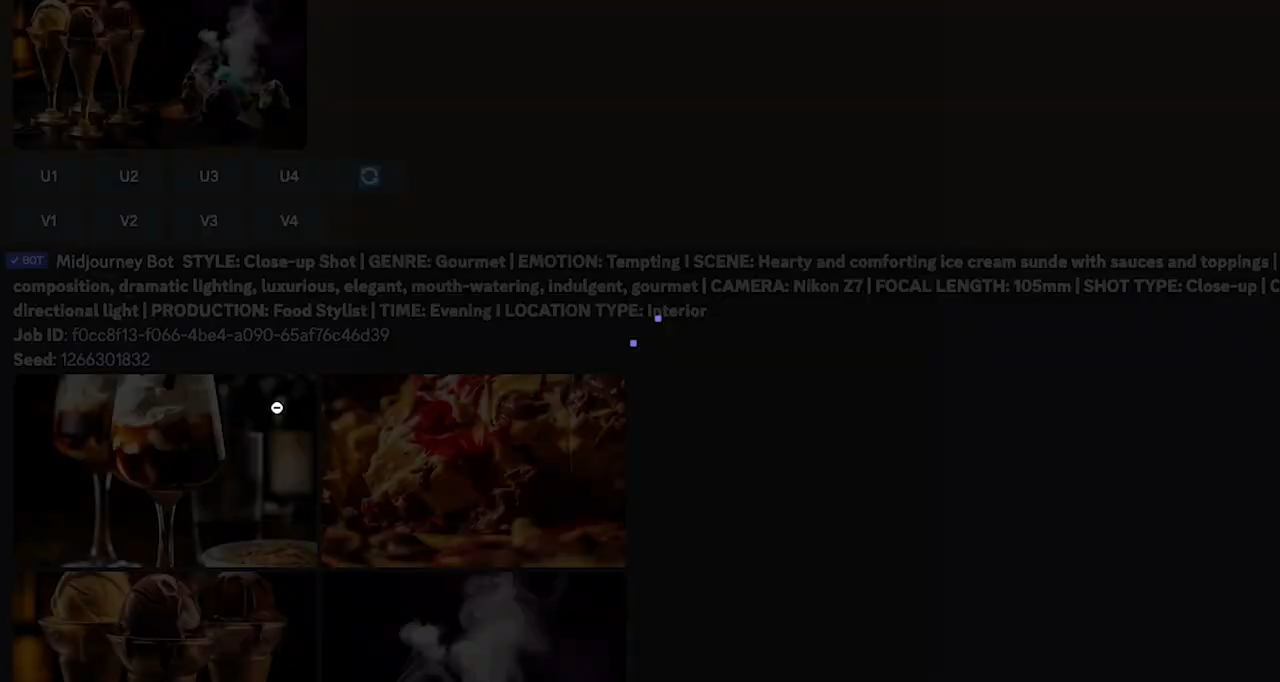 U1 U2 U3 U4
V1 V2 V3 V4
✓ BOT Midjourney Bot STYLE: Close-up Shot | GENRE: Gourmet | EMOTION: Tempting I SCENE: Hearty and comforting ice cream sunde with sauces and toppings |
composition, dramatic lighting, luxurious, elegant, mouth-watering, indulgent, gourmet | CAMERA: Nikon Z7 | FOCAL LENGTH: 105mm | SHOT TYPE: Close-up |
directional light | PRODUCTION: Food Stylist | TIME: Evening I LOCATION TYPE: Interior
Job ID: f0cc8f13-f066-4be4-a090-65af76c46d39
Seed: 1266301832